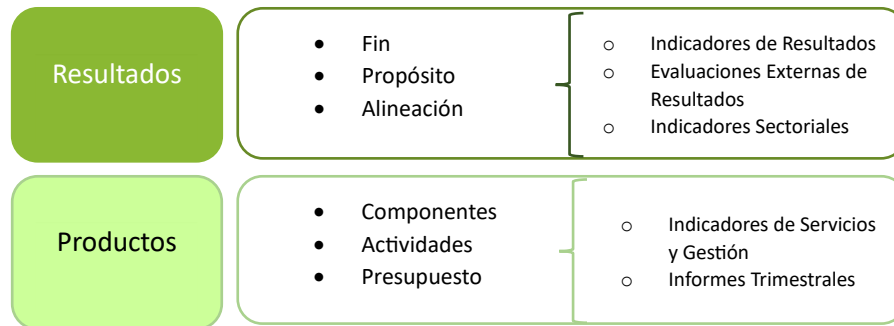 Resultados
• Fin
• Propósito
• Alineación
o Indicadores de Resultados
o Evaluaciones Externas de
Resultados
o Indicadores Sectoriales
Productos
• Componentes
• Actividades
• Presupuesto
o Indicadores de Servicios
y Gestión
o Informes Trimestrales